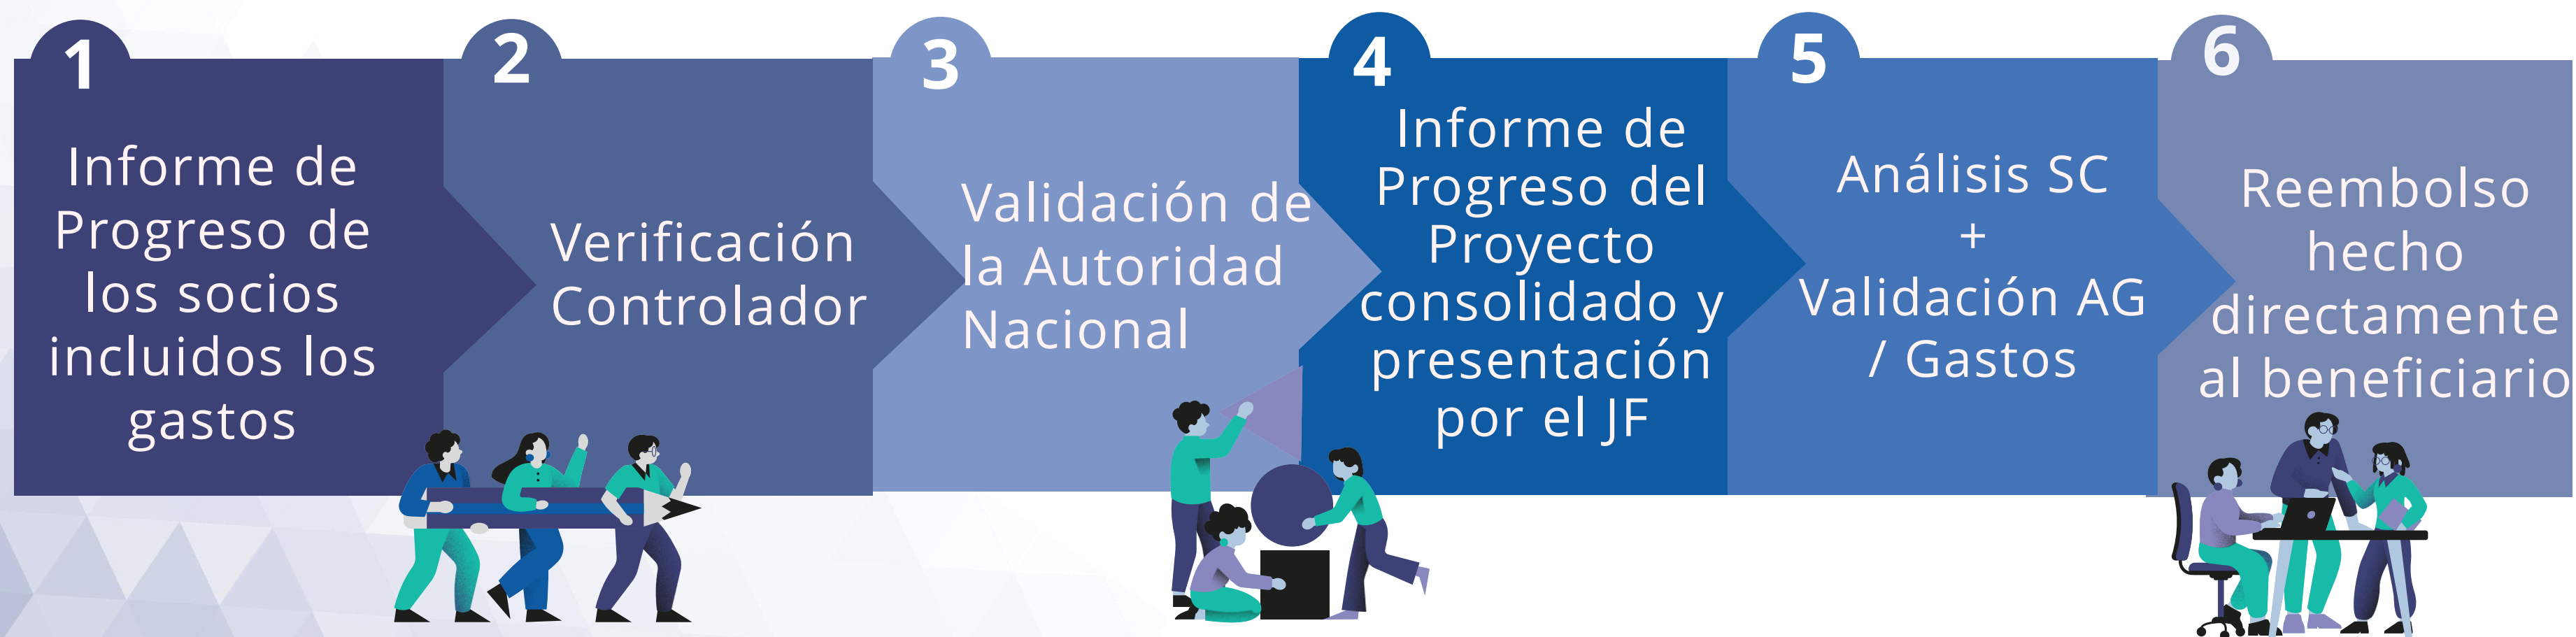 1
Informe de
Progreso de
los socios
incluidos los
gastos
2
Verificación
Controlador
3
Validación de
la Autoridad
Nacional
4
Informe de
Progreso del
Proyecto
consolidado y
presentación
por el JF
5
Análisis SC
+
Validación AG
/ Gastos
6
Reembolso
hecho
directamente
al beneficiario